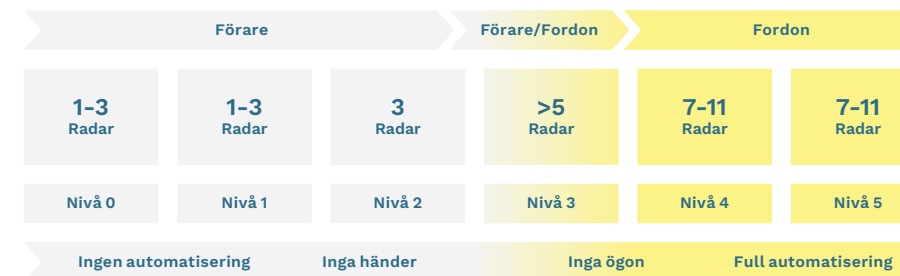 Förare Förare/Fordon Fordon
1-3 1-3 3 >5 7-11 7-11
Radar Radar Radar Radar Radar Radar
Nivå 0 Nivå 1 Nivå 2 Nivå 3 Nivå 4 Nivå 5
Ingen automatisering Inga händer Inga ögon Full automatisering